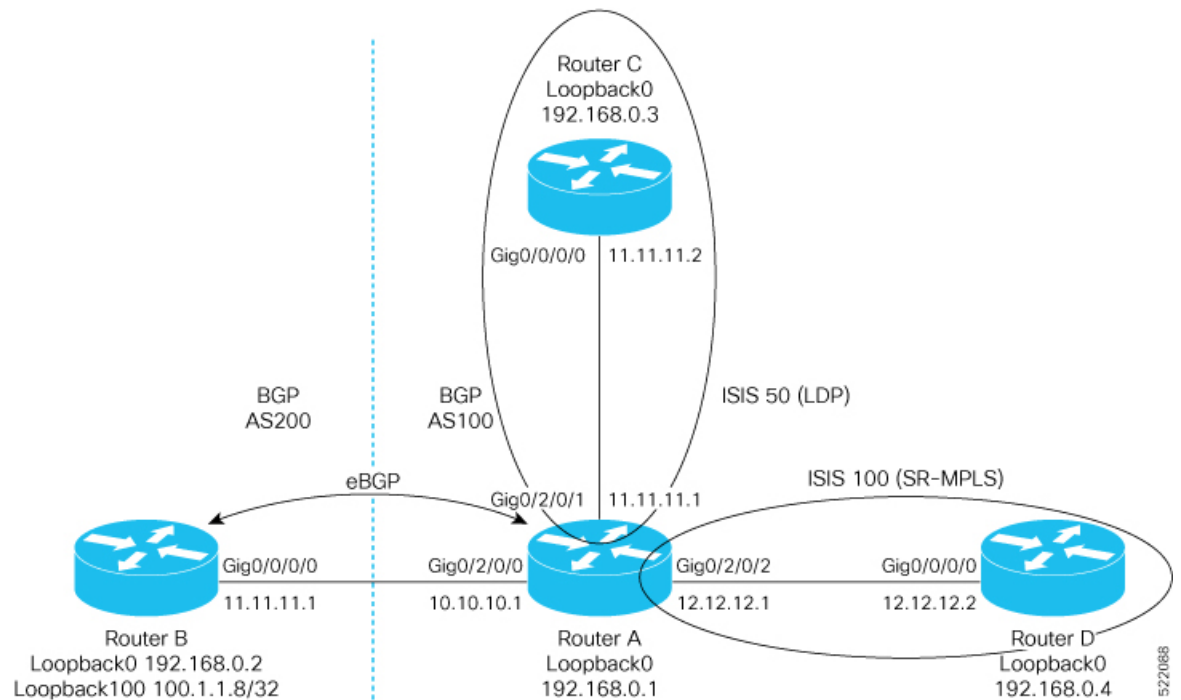 Router C
Loopback0
192.168.0.3
Gig0/0/0/0
11.11.11.2
BGP
AS200
BGP
AS100
ISIS 50 (LDP)
eBGP
Gig0/2/0/1
11.11.11.1
ISIS 100 (SR-MPLS)
Gig0/0/0/0
11.11.11.1
Gig0/2/0/0
10.10.10.1
Gig0/2/0/2
12.12.12.1
Gig0/0/0/0
12.12.12.2
Router B
Loopback0 192.168.0.2
Loopback100 100.1.1.8/32
Router A
Loopback0
192.168.0.1
Router D
Loopback0
192.168.0.4
522088